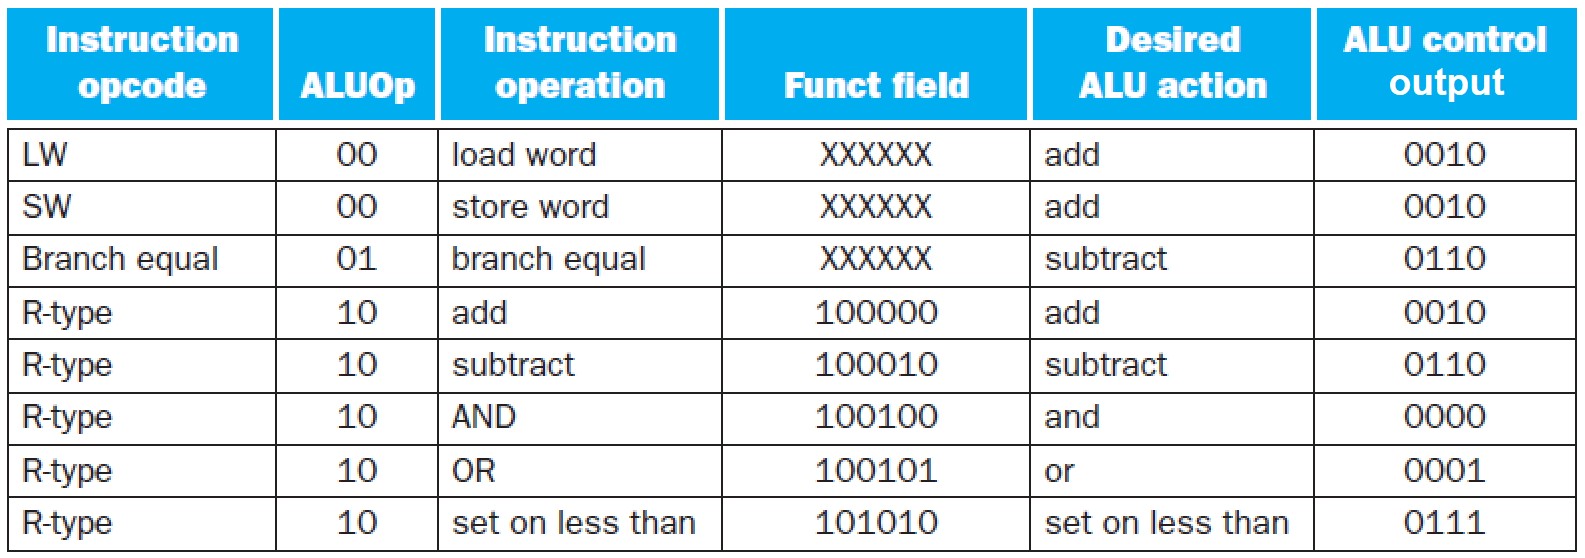 Instruction opcode ALUOp Instruction operation Funct field Desired ALU action ALU control output
LW 00 load word XXXXXX add 0010
SW 00 store word XXXXXX add 0010
Branch equal 01 branch equal XXXXXX subtract 0110
R-type 10 add 100000 add 0010
R-type 10 subtract 100010 subtract 0110
R-type 10 AND 100100 and 0000
R-type 10 OR 100101 or 0001
R-type 10 set on less than 101010 set on less than 0111